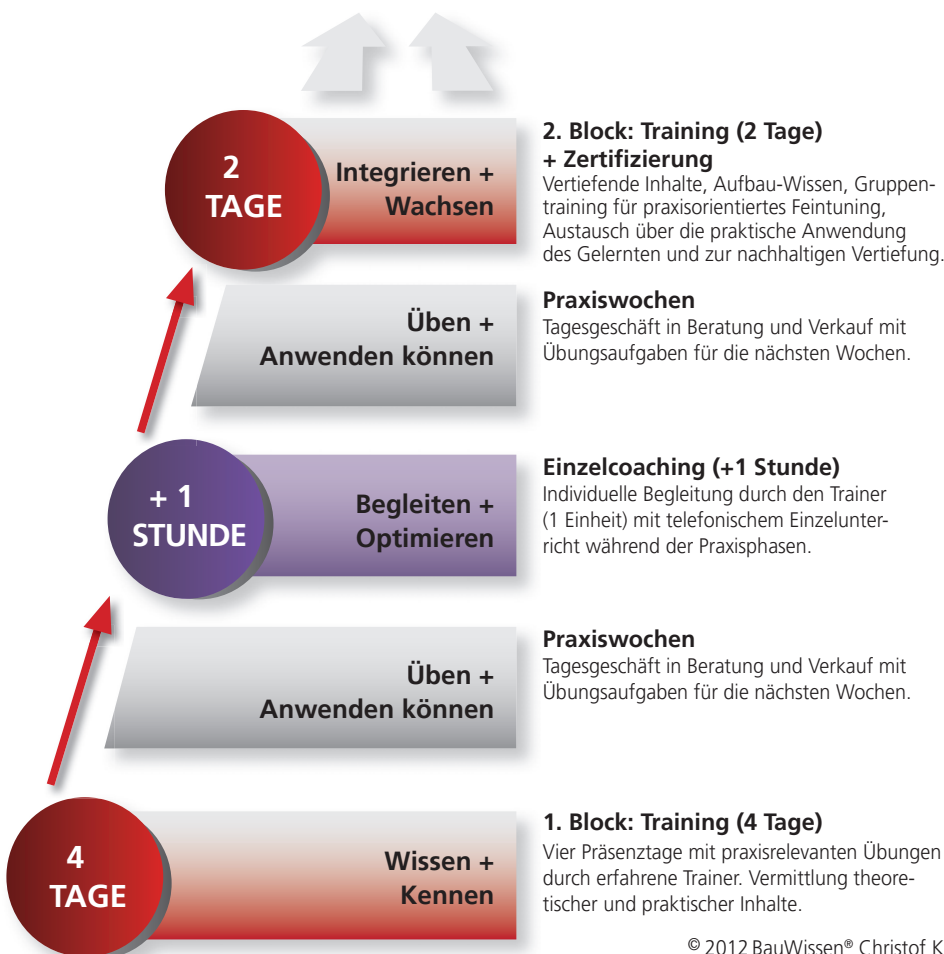 2
TAGE
Integrieren +
Wachsen
2. Block: Training (2 Tage)
+ Zertifizierung
Vertiefende Inhalte, Aufbau-Wissen, Gruppen-
training für praxisorientiertes Feintuning,
Austausch über die praktische Anwendung
des Gelernten und zur nachhaltigen Vertiefung.
Üben +
Anwenden können
Praxiswochen
Tagesgeschäft in Beratung und Verkauf mit
Übungsaufgaben für die nächsten Wochen.
+ 1
STUNDE
Begleiten +
Optimieren
Einzelcoaching (+1 Stunde)
Individuelle Begleitung durch den Trainer
(1 Einheit) mit telefonischem Einzelunter-
richt während der Praxisphasen.
Üben +
Anwenden können
Praxiswochen
Tagesgeschäft in Beratung und Verkauf mit
Übungsaufgaben für die nächsten Wochen.
4
TAGE
Wissen +
Kennen
1. Block: Training (4 Tage)
Vier Präsenztage mit praxisrelevanten Übungen
durch erfahrene Trainer. Vermittlung theore-
tischer und praktischer Inhalte.
© 2012 BauWissen® Christof K